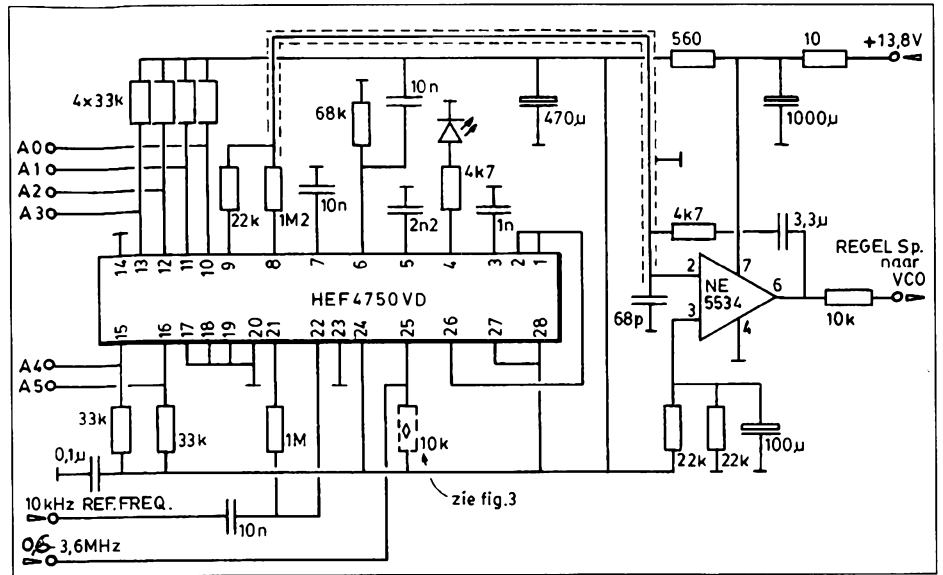 560
10
+13,8V
4x33k
10n
68k
470µ
1000µ
A0
A1
A2
A3
4k7
22k
1M2
10n
2n2
1n
4k7
3,3µ
REGEL Sp.
naar
VCO
14 13 12 11 10 9 8 7 6 5 4 3 2 1
HEF4750VD
15 16 17 18 19 20 21 22 23 24 25 26 27 28
2
3
7
6
4
NE
5534
68p
10k
A4
A5
33k
33k
1M
10k
22k
22k
100µ
0,1µ
zie fig.3
10kHz REF.FREQ.
10n
0,6-3,6MHz